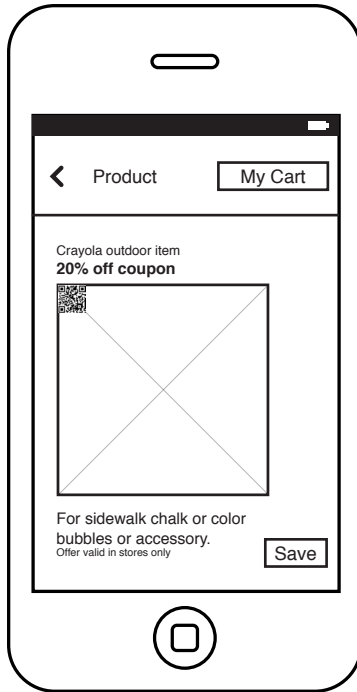 Product
My Cart
Crayola outdoor item
20% off coupon
For sidewalk chalk or color
bubbles or accessory.
Offer valid in stores only
Save